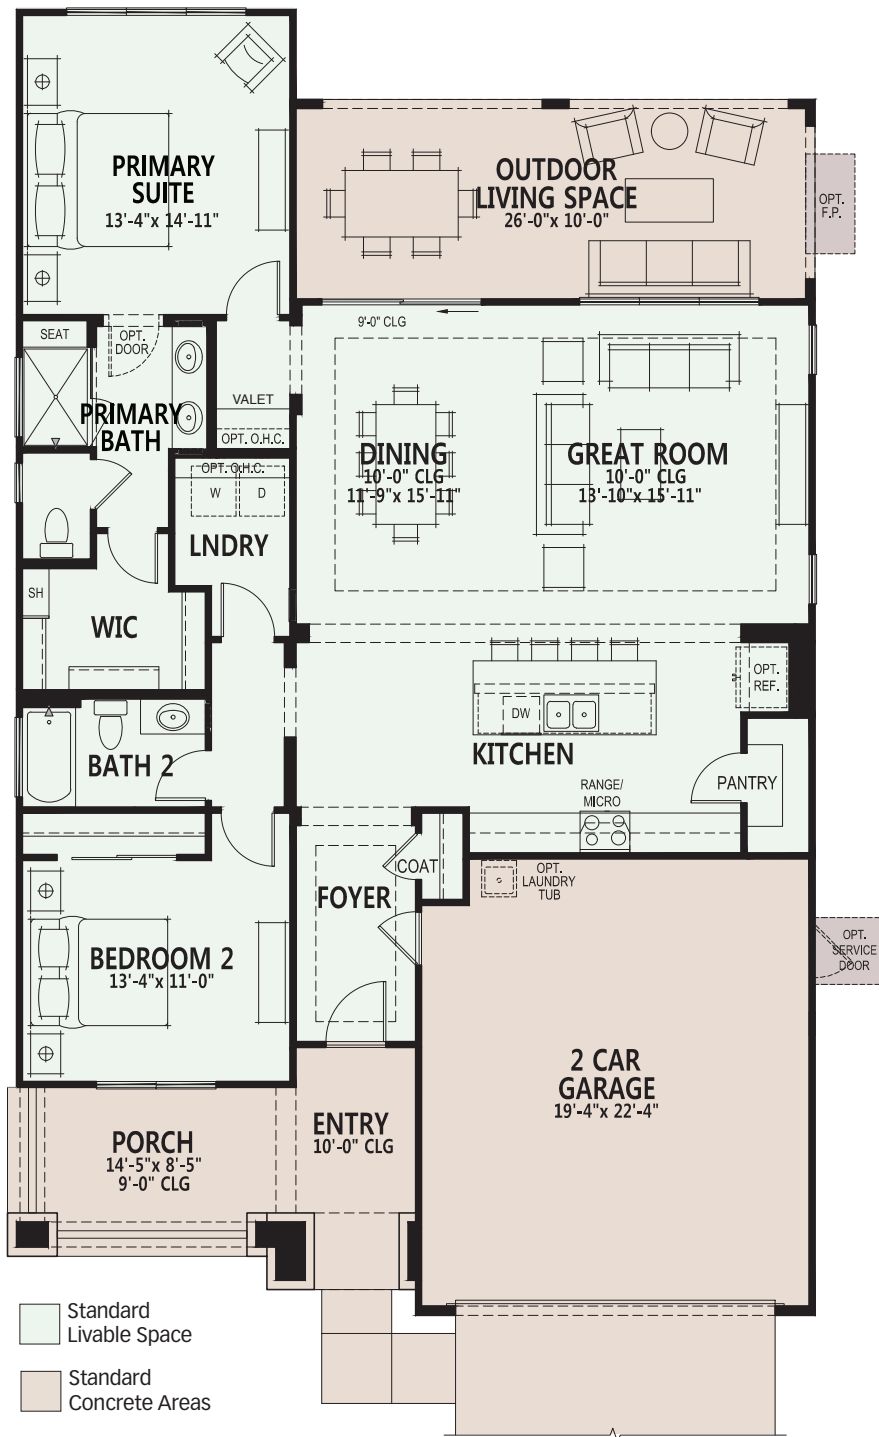 PRIMARY
SUITE
13'-4"x 14'-11"
OUTDOOR
LIVING SPACE
26'-0"x 10'-0"
OPT.
F.P.
9'-0" CLG
SEAT
OPT.
DOOR
PRIMARY
BATH
VALET
OPT. O.H.C.
OPT. O.H.C.
W
D
LNDRY
DINING
10'-0" CLG
11'-9"x 15'-11"
GREAT ROOM
10'-0" CLG
13'-10"x 15'-11"
SH
WIC
OPT.
REF.
DW
KITCHEN
BATH 2
RANGE/
MICRO
PANTRY
COAT
OPT.
LAUNDRY
TUB
FOYER
BEDROOM 2
13'-4"x 11'-0"
OPT.
SERVICE
DOOR
2 CAR
GARAGE
19'-4"x 22'-4"
ENTRY
10'-0" CLG
PORCH
14'-5"x 8'-5"
9'-0" CLG
Standard
Livable Space
Standard
Concrete Areas